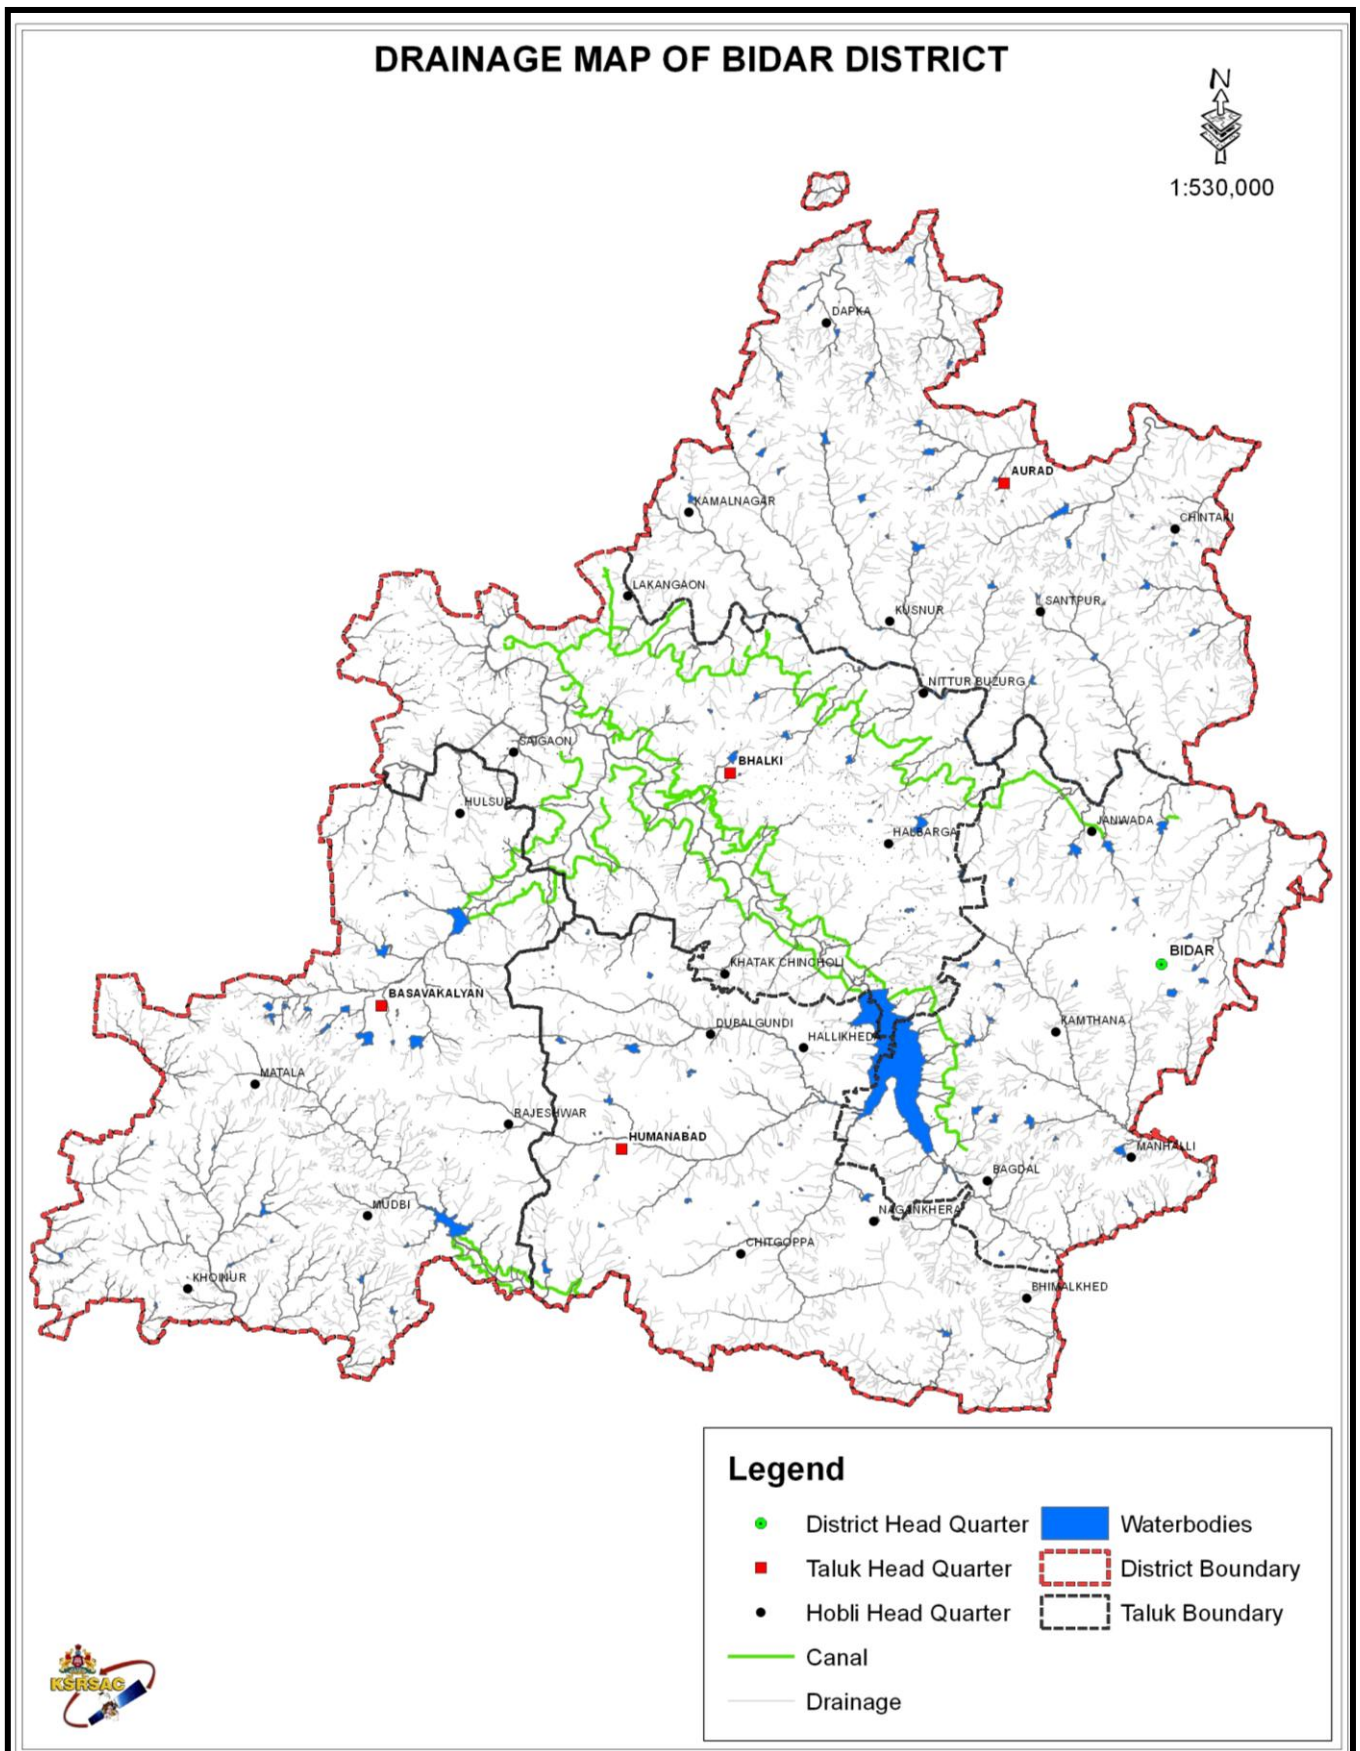 DRAINAGE MAP OF BIDAR DISTRICT
N
1:530,000
DAPKA
AURAD
KAMALNAGAR
CHINTAKI
LAKANGAON
SANTPUR
KUSNUR
NITTUR BUZURG
SAIGAON
BHALKI
HULSUR
JANWADA
HALBARGA
BIDAR
KHATAK CHINCHOLI
BASAVAKALYAN
DUBALGUNDI
KAMTHANA
HALLIKHEDA
MATALA
RAJESHWAR
HUMANABAD
MANHALLI
BAGDAL
MUDBI
NAGANKHERA
CHITGOPPA
KHOINUR
BHIMALKHED
Legend
District Head Quarter
Waterbodies
Taluk Head Quarter
District Boundary
Hobli Head Quarter
Taluk Boundary
Canal
Drainage
KSRSAC